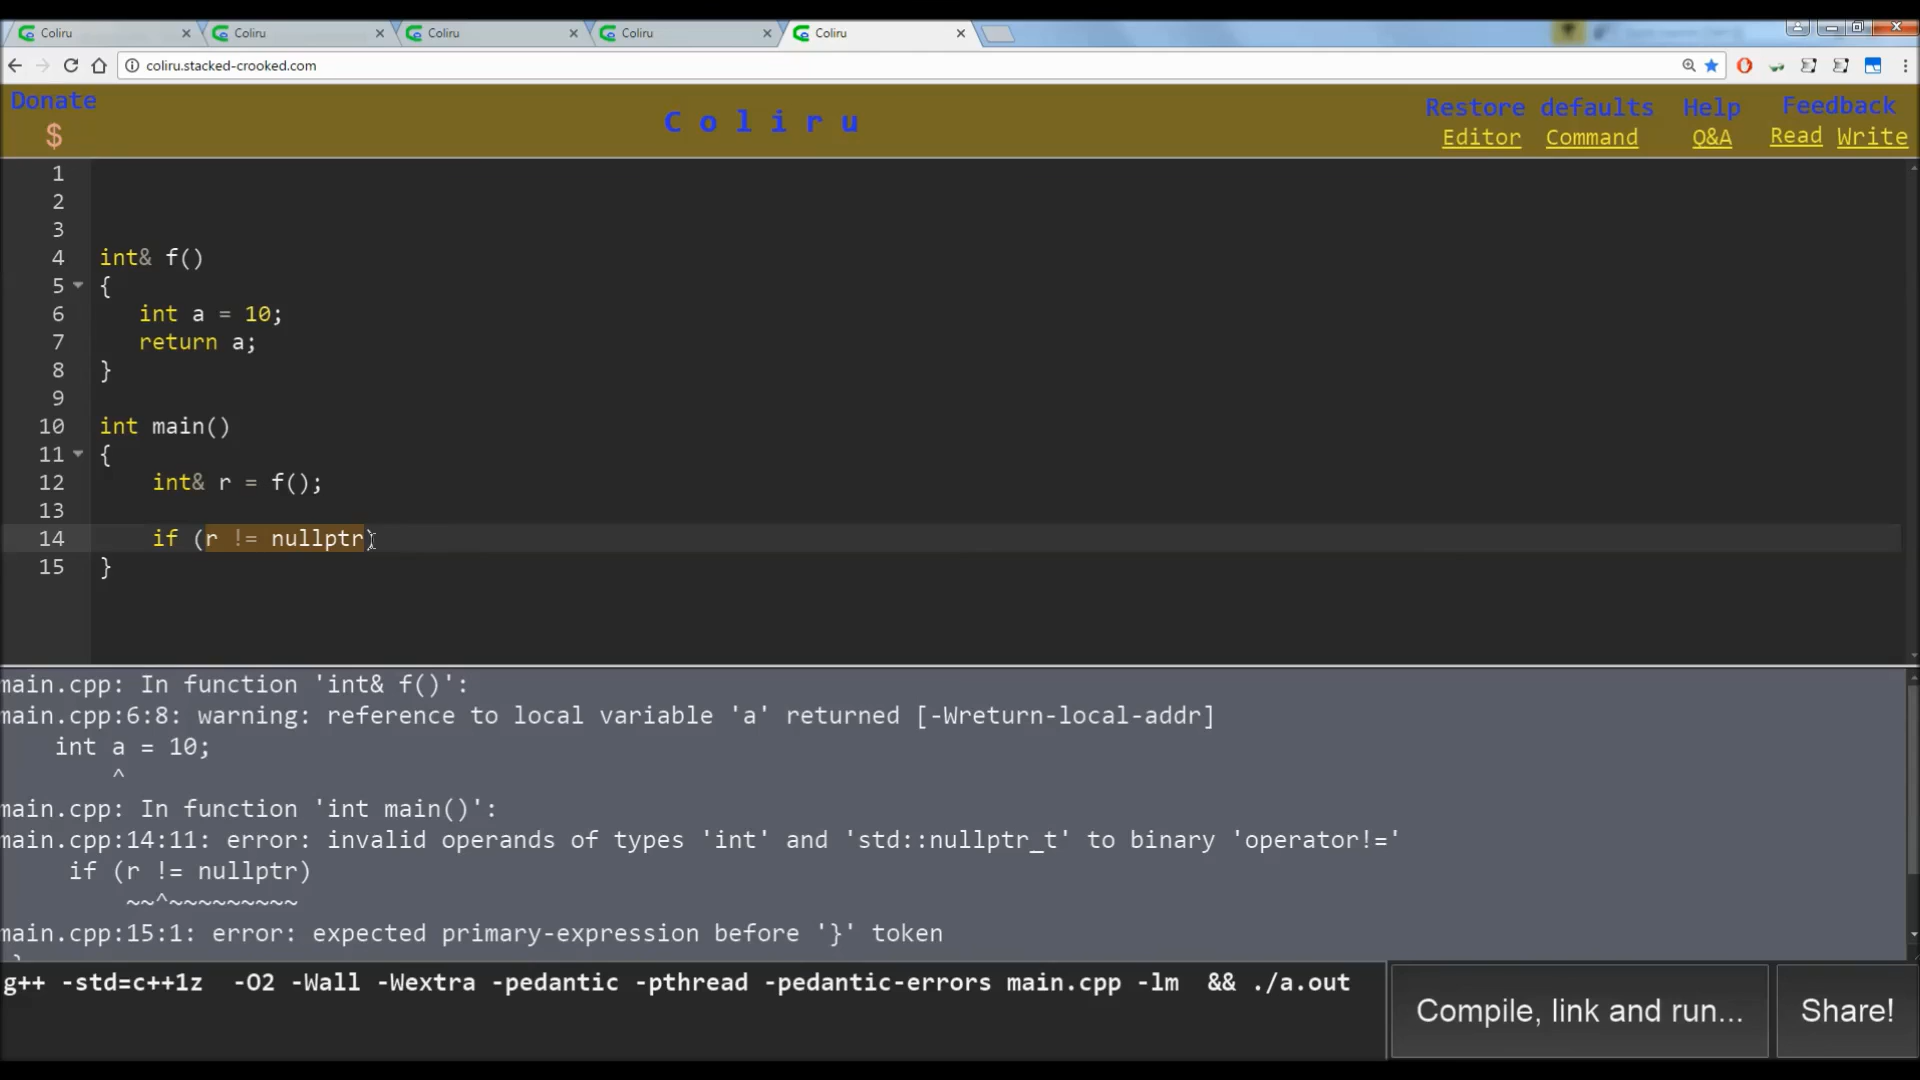 Coliru
Coliru
Coliru
Coliru
Coliru
coliru.stacked-crooked.com
Donate
$
Coliru
Restore defaults
Editor Command
Help
Q&A
Feedback
Read Write
1
2
3
4 int& f()
5 {
6 int a = 10;
7 return a;
8 }
9
10 int main()
11 {
12 int& r = f();
13
14 if (r != nullptr)
15 }
main.cpp: In function 'int& f()':
main.cpp:6:8: warning: reference to local variable 'a' returned [-Wreturn-local-addr]
int a = 10;
^
main.cpp: In function 'int main()':
main.cpp:14:11: error: invalid operands of types 'int' and 'std::nullptr_t' to binary 'operator!='
if (r != nullptr)
~~^~~~~~~~~~
main.cpp:15:1: error: expected primary-expression before '}' token
g++ -std=c++1z -O2 -Wall -Wextra -pedantic -pthread -pedantic-errors main.cpp -lm && ./a.out
Compile, link and run...
Share!